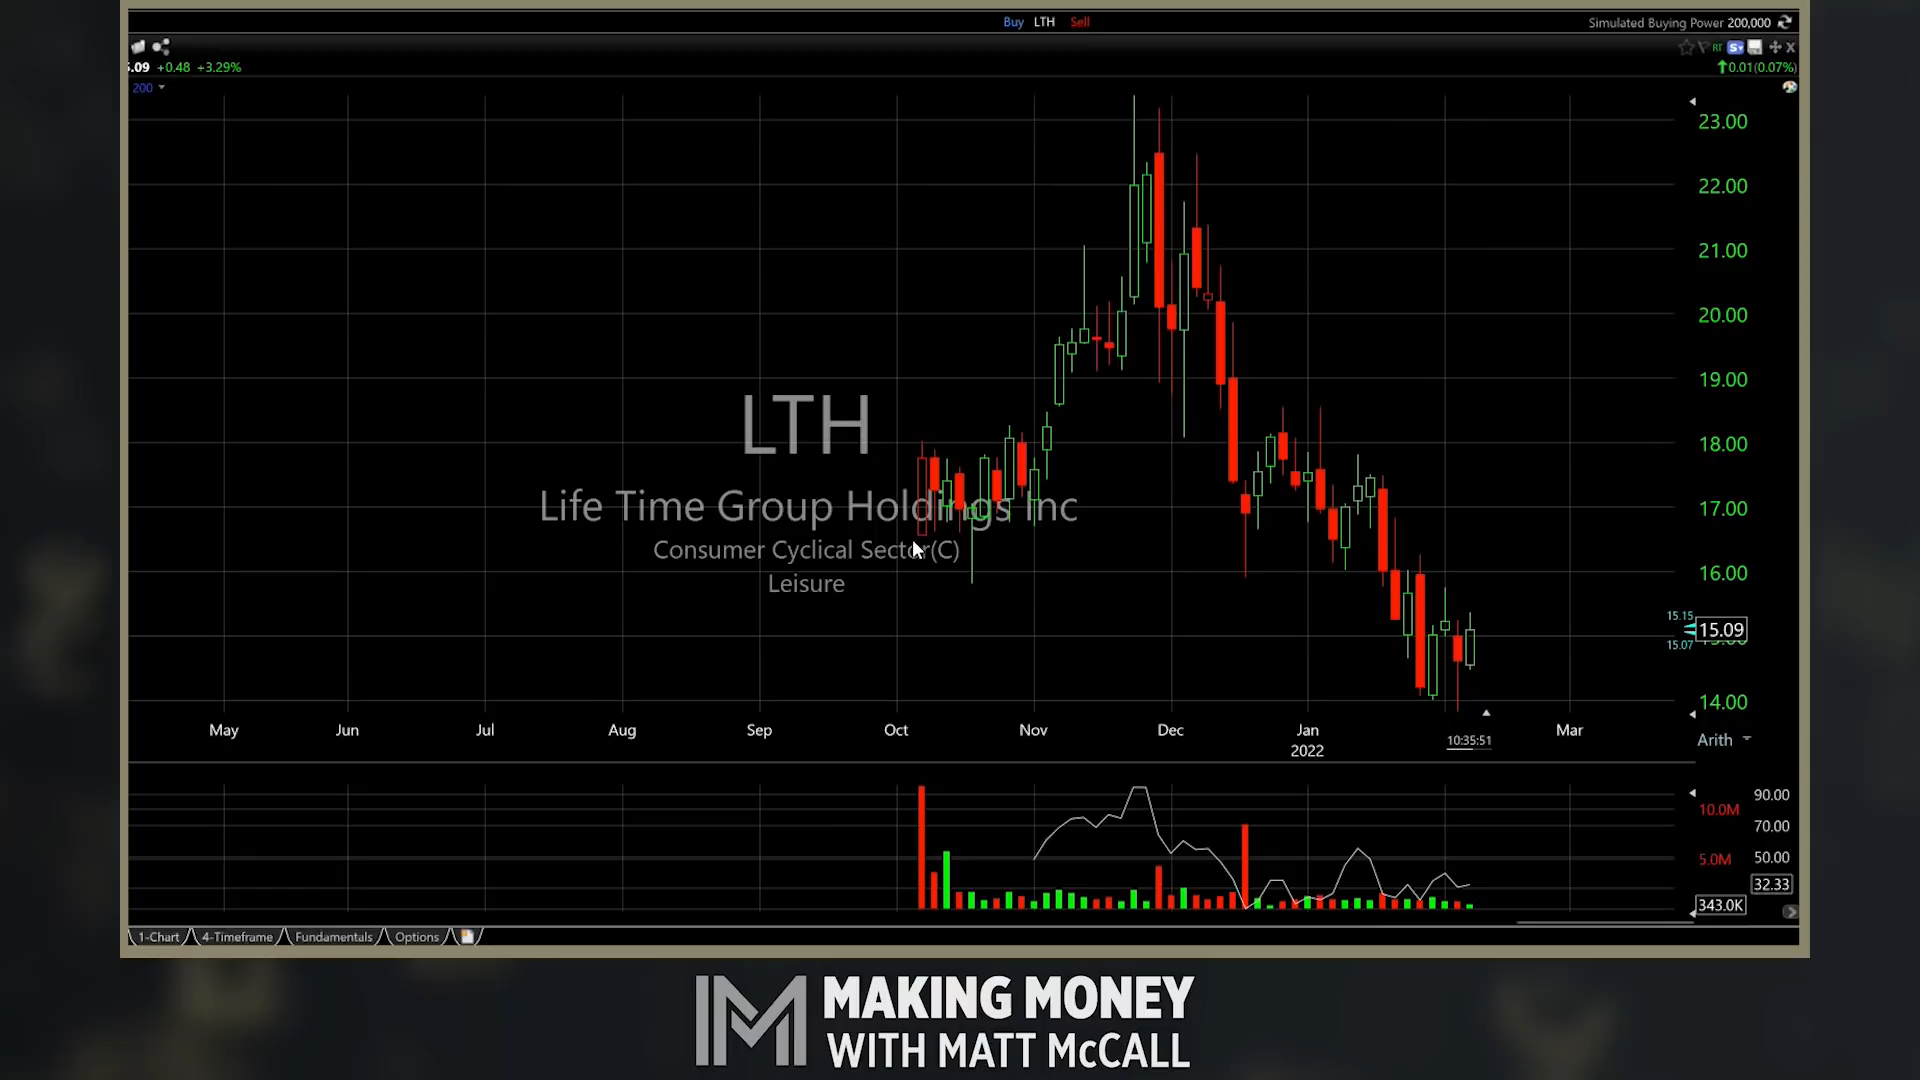 Buy LTH Sell
Simulated Buying Power 200,000
RT S
5.09 +0.48 +3.29%
0.01(0.07%)
200
23.00
22.00
21.00
20.00
19.00
18.00
17.00
16.00
15.15
15.09
15.07
14.00
LTH
Life Time Group Holdings Inc
Consumer Cyclical Sector(C)
Leisure
May Jun Jul Aug Sep Oct Nov Dec Jan Mar
2022
10:35:51
Arith
90.00
10.0M
70.00
5.0M
50.00
32.33
343.0K
1-Chart 4-Timeframe Fundamentals Options
MAKING MONEY
WITH MATT McCALL